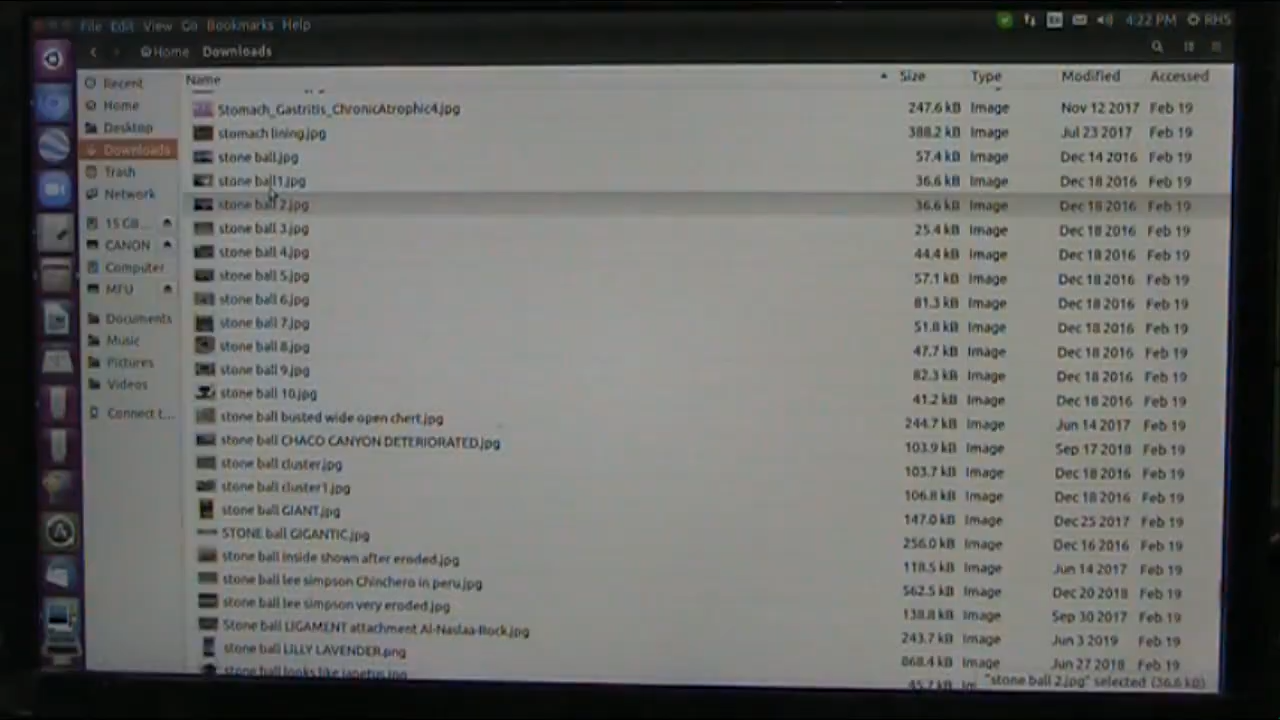 File Edit View Go Bookmarks Help 4:22 PM RHS
Home Downloads
Name Size Type Modified Accessed
Recent
Home
Desktop
Downloads
Trash
Network
15 GB...
CANON
Computer
MFU
Documents
Music
Pictures
Videos
Connect t...
Stomach_Gastritis_ChronicAtrophic4.jpg 247.6 kB Image Nov 12 2017 Feb 19
stomach lining.jpg 388.2 kB Image Jul 23 2017 Feb 19
stone ball.jpg 57.4 kB Image Dec 14 2016 Feb 19
stone ball1.jpg 36.6 kB Image Dec 18 2016 Feb 19
stone ball 2.jpg 36.6 kB Image Dec 18 2016 Feb 19
stone ball 3.jpg 25.4 kB Image Dec 18 2016 Feb 19
stone ball 4.jpg 44.4 kB Image Dec 18 2016 Feb 19
stone ball 5.jpg 57.1 kB Image Dec 18 2016 Feb 19
stone ball 6.jpg 81.3 kB Image Dec 18 2016 Feb 19
stone ball 7.jpg 51.8 kB Image Dec 18 2016 Feb 19
stone ball 8.jpg 47.7 kB Image Dec 18 2016 Feb 19
stone ball 9.jpg 82.3 kB Image Dec 18 2016 Feb 19
stone ball 10.jpg 41.2 kB Image Dec 18 2016 Feb 19
stone ball busted wide open chert.jpg 244.7 kB Image Jun 14 2017 Feb 19
stone ball CHACO CANYON DETERIORATED.jpg 103.9 kB Image Sep 17 2018 Feb 19
stone ball cluster.jpg 103.7 kB Image Dec 18 2016 Feb 19
stone ball cluster1.jpg 106.8 kB Image Dec 18 2016 Feb 19
stone ball GIANT.jpg 147.0 kB Image Dec 25 2017 Feb 19
STONE ball GIGANTIC.jpg 256.0 kB Image Dec 16 2016 Feb 19
stone ball inside shown after eroded.jpg 118.5 kB Image Jun 14 2017 Feb 19
stone ball lee simpson Chinchero in peru.jpg 562.5 kB Image Dec 20 2018 Feb 19
stone ball lee simpson very eroded.jpg 138.8 kB Image Sep 30 2017 Feb 19
Stone ball LIGAMENT attachment Al-Naslaa-Rock.jpg 243.7 kB Image Jun 3 2019 Feb 19
stone ball LILLY LAVENDER.png 868.4 kB Image Jun 27 2018 Feb 19
stone ball looks like iapetus.jpg 45.7 kB
"stone ball 2.jpg" selected (36.6 kB)